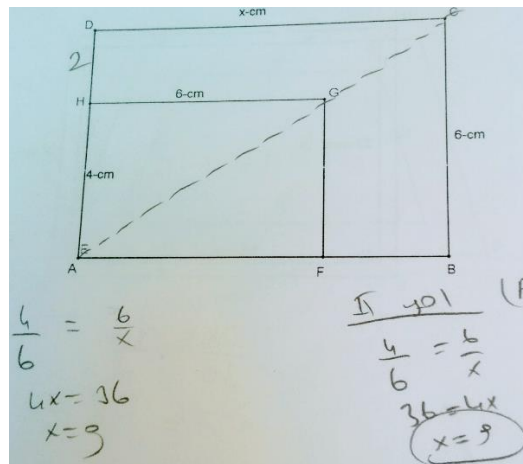 x-cm
D
C
2
H
6-cm
G
6-cm
4-cm
E
A
F
B
4/6 = 6/x
4x=36
x=9
II yol
4/6 = 6/x
36=4x
x=9